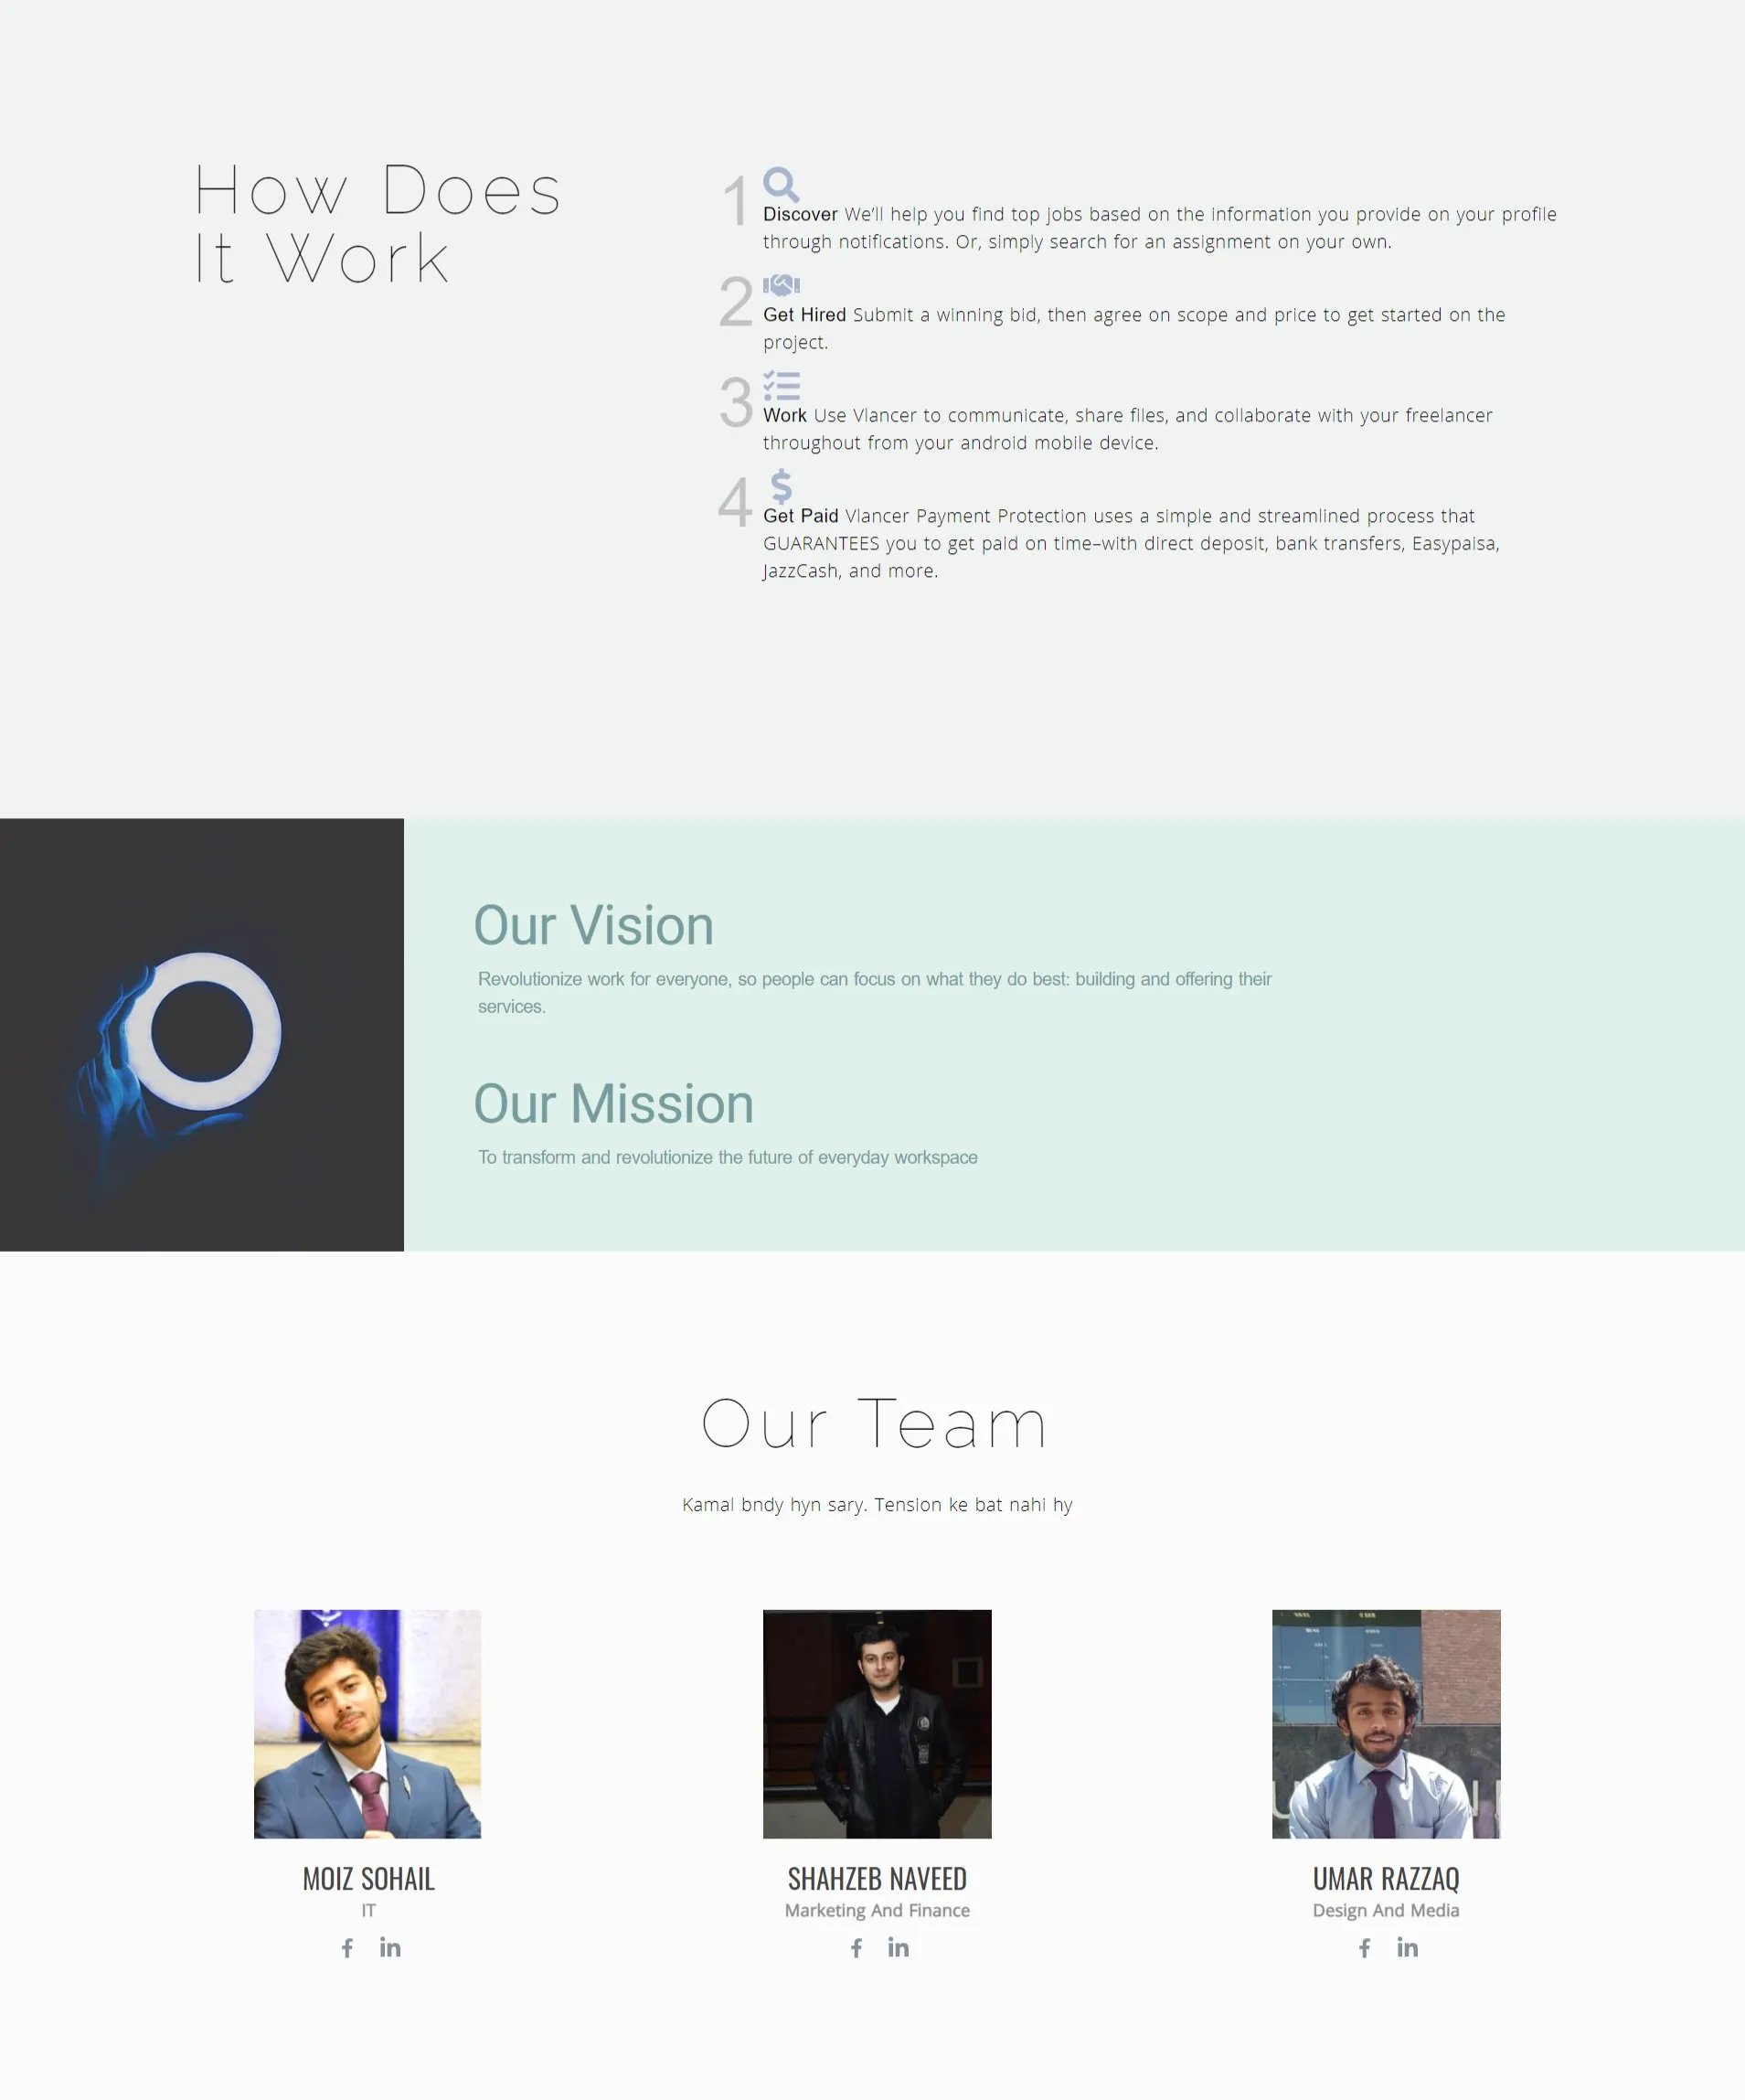 How Does
It Work
1
Discover We'll help you find top jobs based on the information you provide on your profile
through notifications. Or, simply search for an assignment on your own.
2
Get Hired Submit a winning bid, then agree on scope and price to get started on the
project.
3
Work Use Vlancer to communicate, share files, and collaborate with your freelancer
throughout from your android mobile device.
4
Get Paid Vlancer Payment Protection uses a simple and streamlined process that
GUARANTEES you to get paid on time–with direct deposit, bank transfers, Easypaisa,
JazzCash, and more.
Our Vision
Revolutionize work for everyone, so people can focus on what they do best: building and offering their
services.
Our Mission
To transform and revolutionize the future of everyday workspace
Our Team
Kamal bndy hyn sary. Tension ke bat nahi hy
MOIZ SOHAIL
IT
SHAHZEB NAVEED
Marketing And Finance
UMAR RAZZAQ
Design And Media